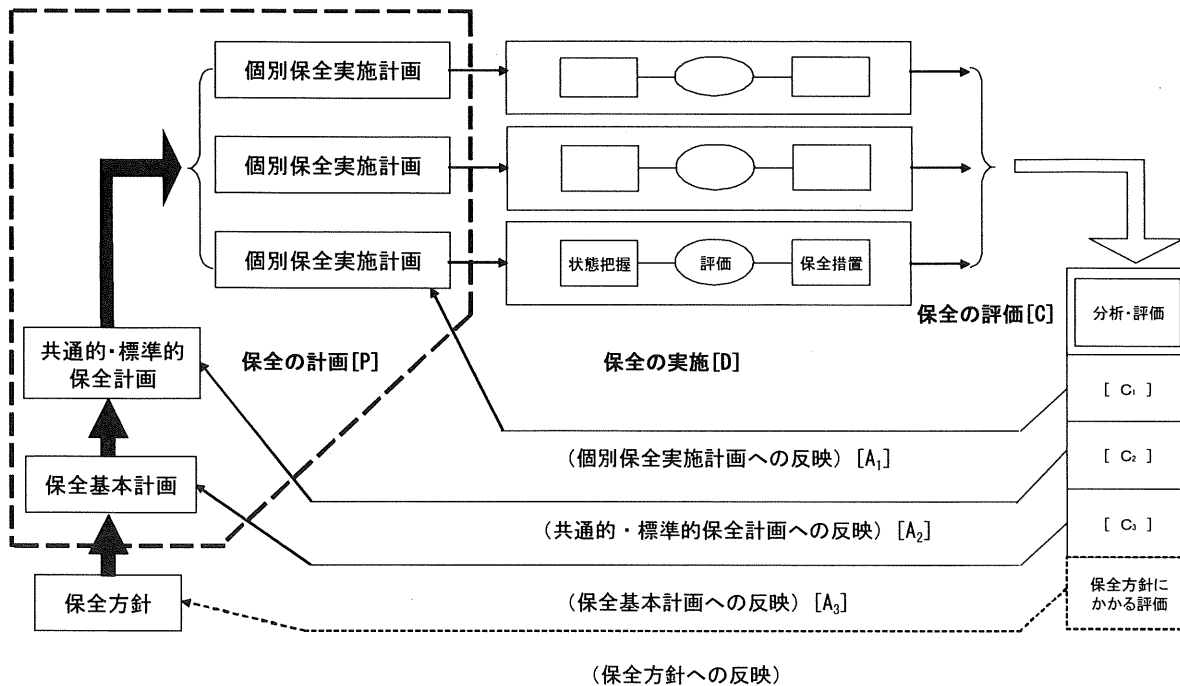 個別保全実施計画
個別保全実施計画
個別保全実施計画
状態把握
評価
保全措置
保全の評価[C]
分析・評価
共通的・標準的
保全計画
保全の計画[P]
保全の実施[D]
[ C₁ ]
(個別保全実施計画への反映) [A₁]
[ C₂ ]
保全基本計画
(共通的・標準的保全計画への反映) [A₂]
[ C₃ ]
保全方針
(保全基本計画への反映) [A₃]
保全方針に
かかる評価
(保全方針への反映)